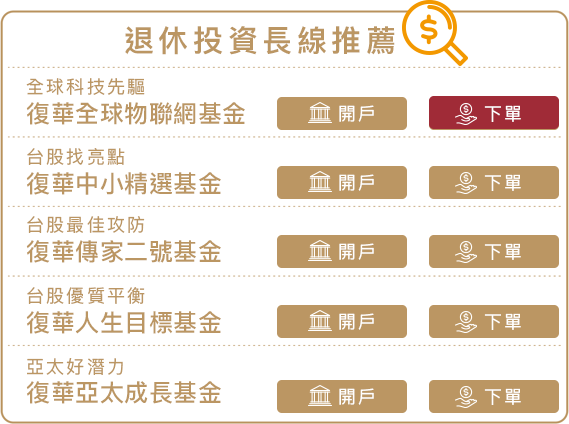 退休投資長線推薦
$
全球科技先驅
復華全球物聯網基金
開戶
$
下單
台股找亮點
復華中小精選基金
開戶
$
下單
台股最佳攻防
復華傳家二號基金
開戶
$
下單
台股優質平衡
復華人生目標基金
開戶
$
下單
亞太好潛力
復華亞太成長基金
開戶
$
下單